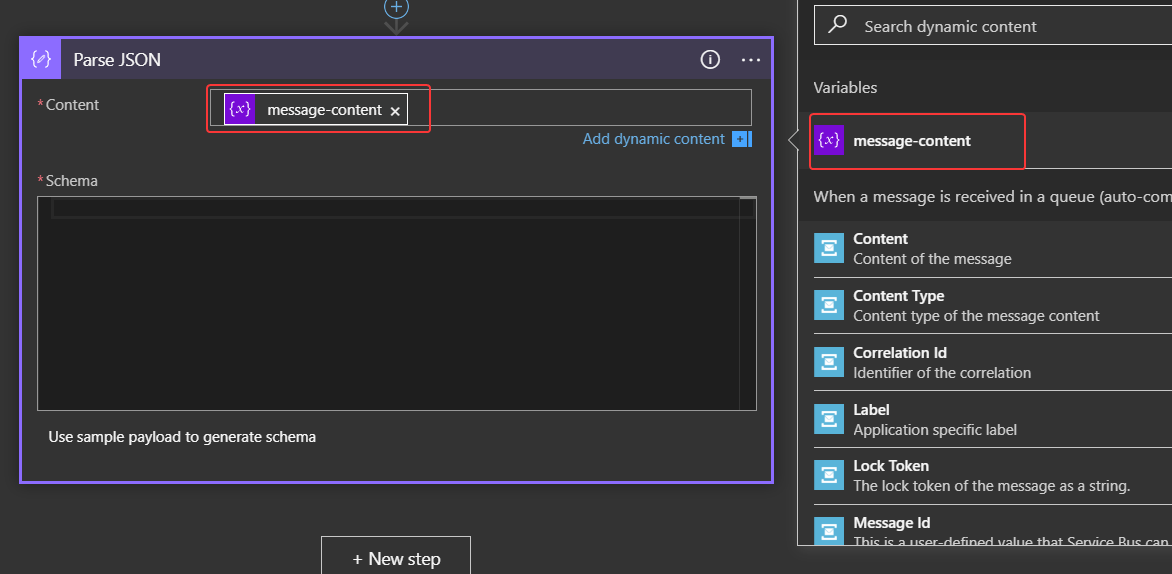 Parse JSON
* Content
{x} message-content ×
Add dynamic content
* Schema
Use sample payload to generate schema
+ New step
Search dynamic content
Variables
{x} message-content
When a message is received in a queue (auto-com
Content
Content of the message
Content Type
Content type of the message content
Correlation Id
Identifier of the correlation
Label
Application specific label
Lock Token
The lock token of the message as a string.
Message Id
This is a user-defined value that Service Bus can